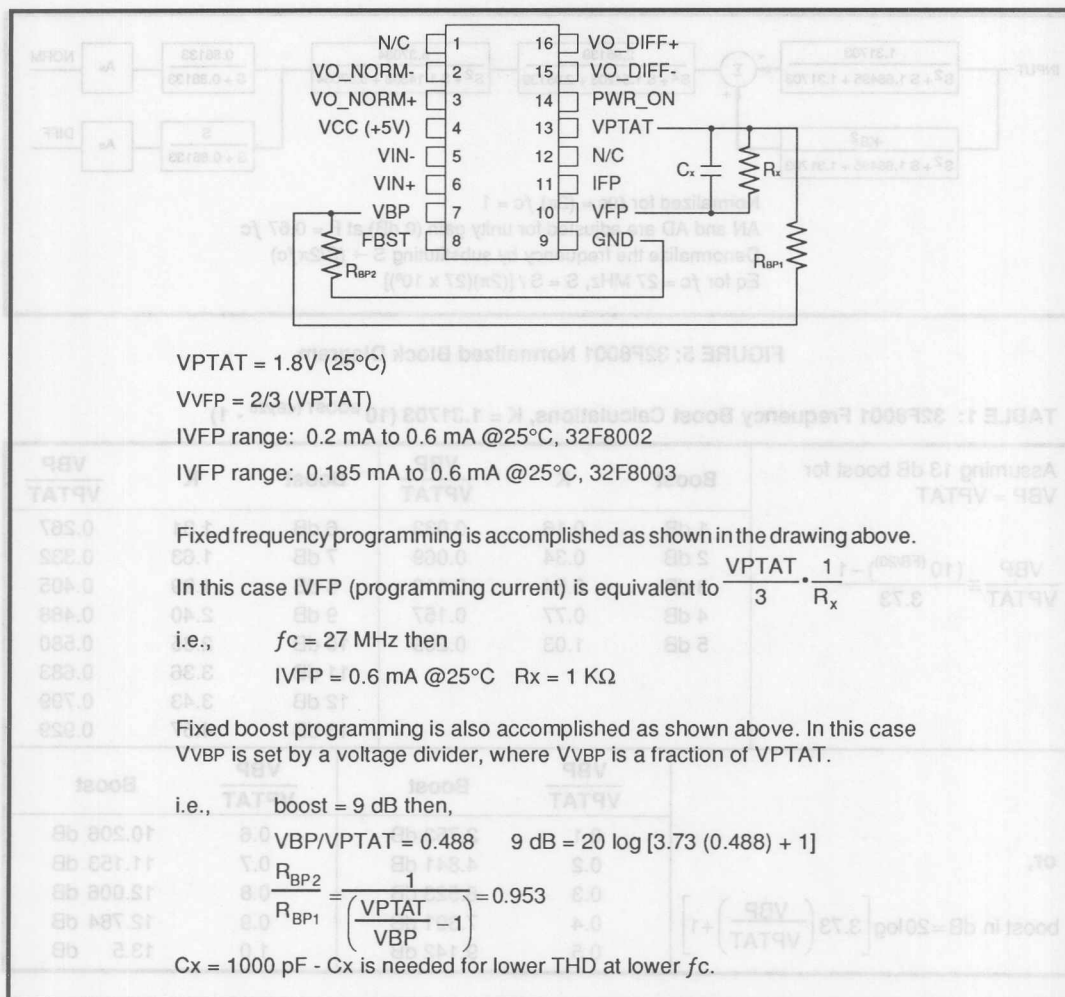 N/C 1 16 VO_DIFF+
VO_NORM- 2 15 VO_DIFF-
VO_NORM+ 3 14 PWR_ON
VCC (+5V) 4 13 VPTAT
VIN- 5 12 N/C
VIN+ 6 11 IFP
VBP 7 10 VFP
FBST 8 9 GND
Cx Rx
RBP2 RBP1
VPTAT = 1.8V (25°C)
VVFP = 2/3 (VPTAT)
IVFP range: 0.2 mA to 0.6 mA @25°C, 32F8002
IVFP range: 0.185 mA to 0.6 mA @25°C, 32F8003
Fixed frequency programming is accomplished as shown in the drawing above.
In this case IVFP (programming current) is equivalent to VPTAT/3 • 1/Rx
i.e., fc = 27 MHz then
IVFP = 0.6 mA @25°C Rx = 1 KΩ
Fixed boost programming is also accomplished as shown above. In this case
VVBP is set by a voltage divider, where VVBP is a fraction of VPTAT.
i.e., boost = 9 dB then,
VBP/VPTAT = 0.488 9 dB = 20 log [3.73 (0.488) + 1]
RBP2/RBP1 = 1/(VPTAT/VBP - 1) = 0.953
Cx = 1000 pF - Cx is needed for lower THD at lower fc.